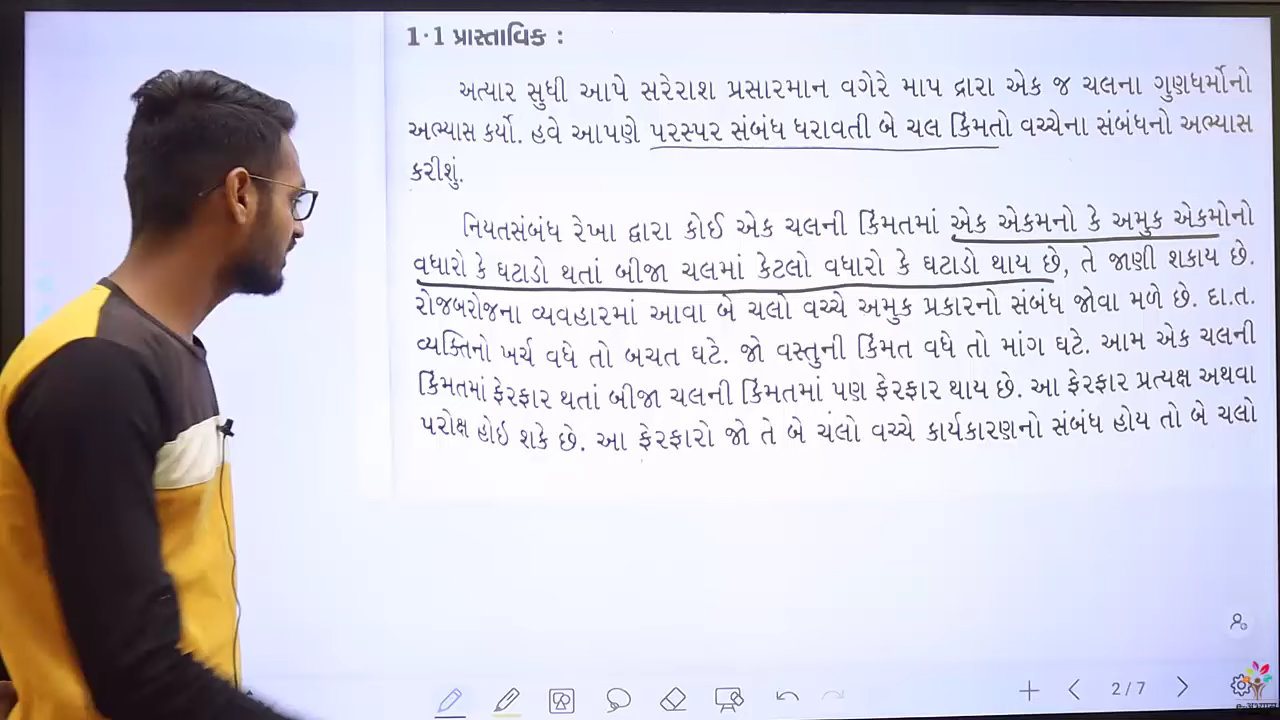 1·1 પ્રાસ્તાવિક :
અત્યાર સુધી આપે સરેરાશ પ્રસારમાન વગેરે માપ દ્વારા એક જ ચલના ગુણધર્મોનો
અભ્યાસ કર્યો. હવે આપણે પરસ્પર સંબંધ ધરાવતી બે ચલ કિંમતો વચ્ચેના સંબંધનો અભ્યાસ
કરીશું.
નિયતસંબંધ રેખા દ્વારા કોઈ એક ચલની કિંમતમાં એક એકમનો કે અમુક એકમોનો
વધારો કે ઘટાડો થતાં બીજા ચલમાં કેટલો વધારો કે ઘટાડો થાય છે, તે જાણી શકાય છે.
રોજબરોજના વ્યવહારમાં આવા બે ચલો વચ્ચે અમુક પ્રકારનો સંબંધ જોવા મળે છે. દા.ત.
વ્યક્તિનો ખર્ચ વધે તો બચત ઘટે. જો વસ્તુની કિંમત વધે તો માંગ ઘટે. આમ એક ચલની
કિંમતમાં ફેરફાર થતાં બીજા ચલની કિંમતમાં પણ ફેરફાર થાય છે. આ ફેરફાર પ્રત્યક્ષ અથવા
પરોક્ષ હોઇ શકે છે. આ ફેરફારો જો તે બે ચલો વચ્ચે કાર્યકારણનો સંબંધ હોય તો બે ચલો
2/7